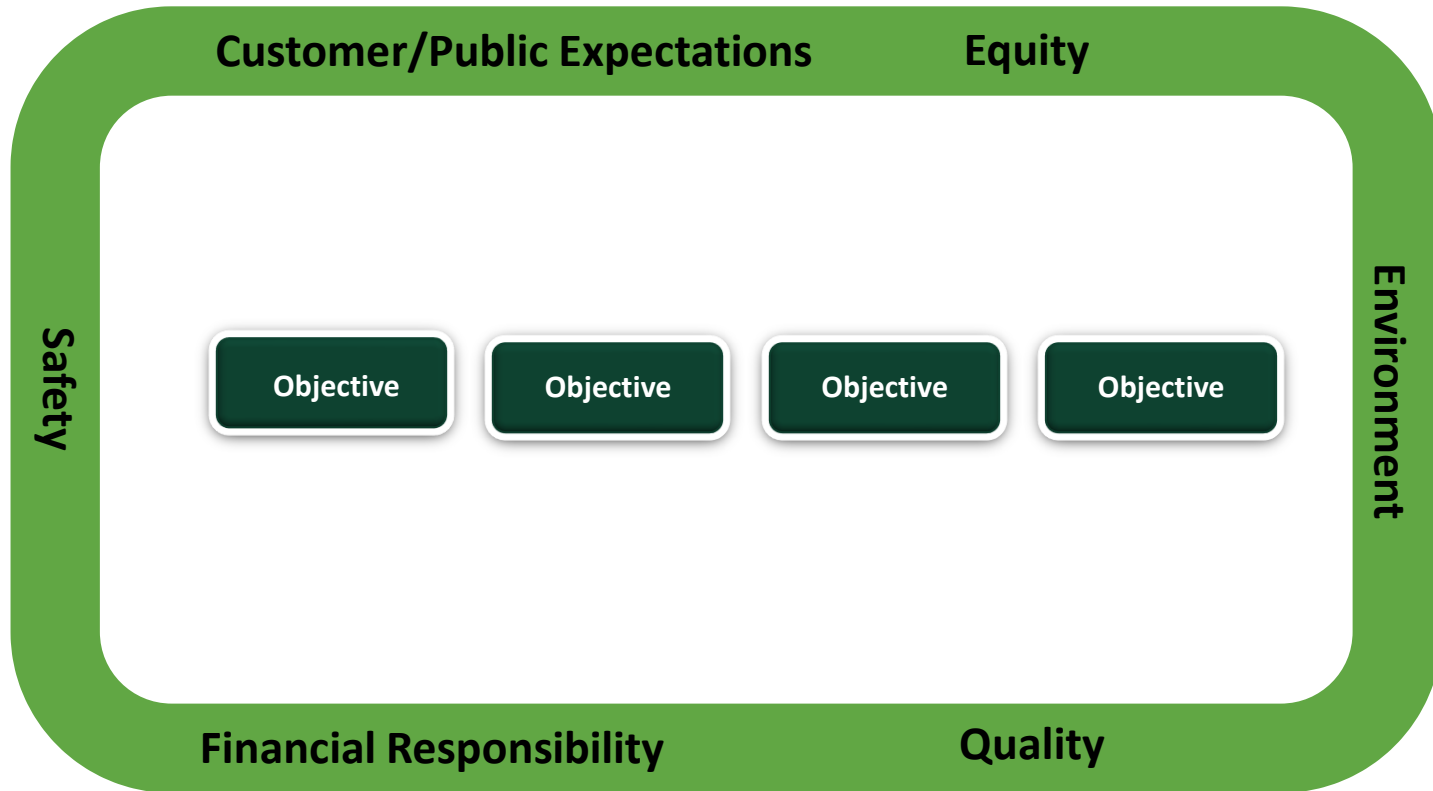 Customer/Public Expectations
Equity
Safety
Objective
Objective
Objective
Objective
Environment
Financial Responsibility
Quality